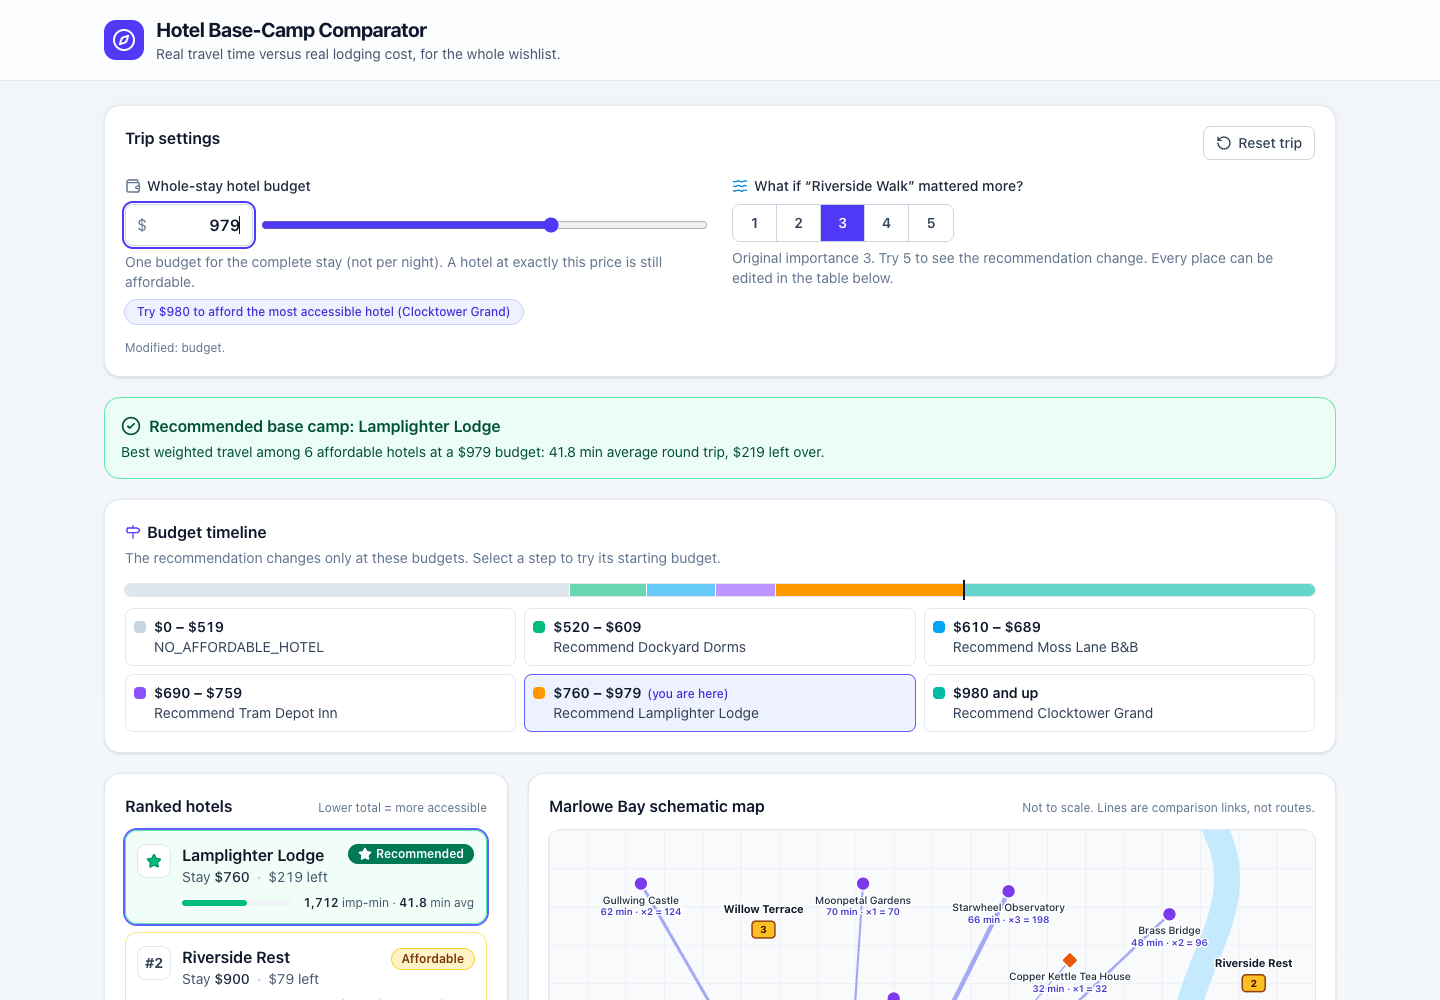 Hotel Base-Camp Comparator
Real travel time versus real lodging cost, for the whole wishlist.
Trip settings
Reset trip
Whole-stay hotel budget
$ 979
One budget for the complete stay (not per night). A hotel at exactly this price is still
affordable.
Try $980 to afford the most accessible hotel (Clocktower Grand)
Modified: budget.
What if “Riverside Walk” mattered more?
1 2 3 4 5
Original importance 3. Try 5 to see the recommendation change. Every place can be
edited in the table below.
Recommended base camp: Lamplighter Lodge
Best weighted travel among 6 affordable hotels at a $979 budget: 41.8 min average round trip, $219 left over.
Budget timeline
The recommendation changes only at these budgets. Select a step to try its starting budget.
$0 – $519
NO_AFFORDABLE_HOTEL
$520 – $609
Recommend Dockyard Dorms
$610 – $689
Recommend Moss Lane B&B
$690 – $759
Recommend Tram Depot Inn
$760 – $979 (you are here)
Recommend Lamplighter Lodge
$980 and up
Recommend Clocktower Grand
Ranked hotels
Lower total = more accessible
Lamplighter Lodge
Recommended
Stay $760 · $219 left
1,712 imp-min · 41.8 min avg
#2
Riverside Rest
Affordable
Stay $900 · $79 left
Marlowe Bay schematic map
Not to scale. Lines are comparison links, not routes.
Gullwing Castle
62 min · ×2 = 124
Willow Terrace
3
Moonpetal Gardens
70 min · ×1 = 70
Starwheel Observatory
66 min · ×3 = 198
Brass Bridge
48 min · ×2 = 96
Copper Kettle Tea House
32 min · ×1 = 32
Riverside Rest
2